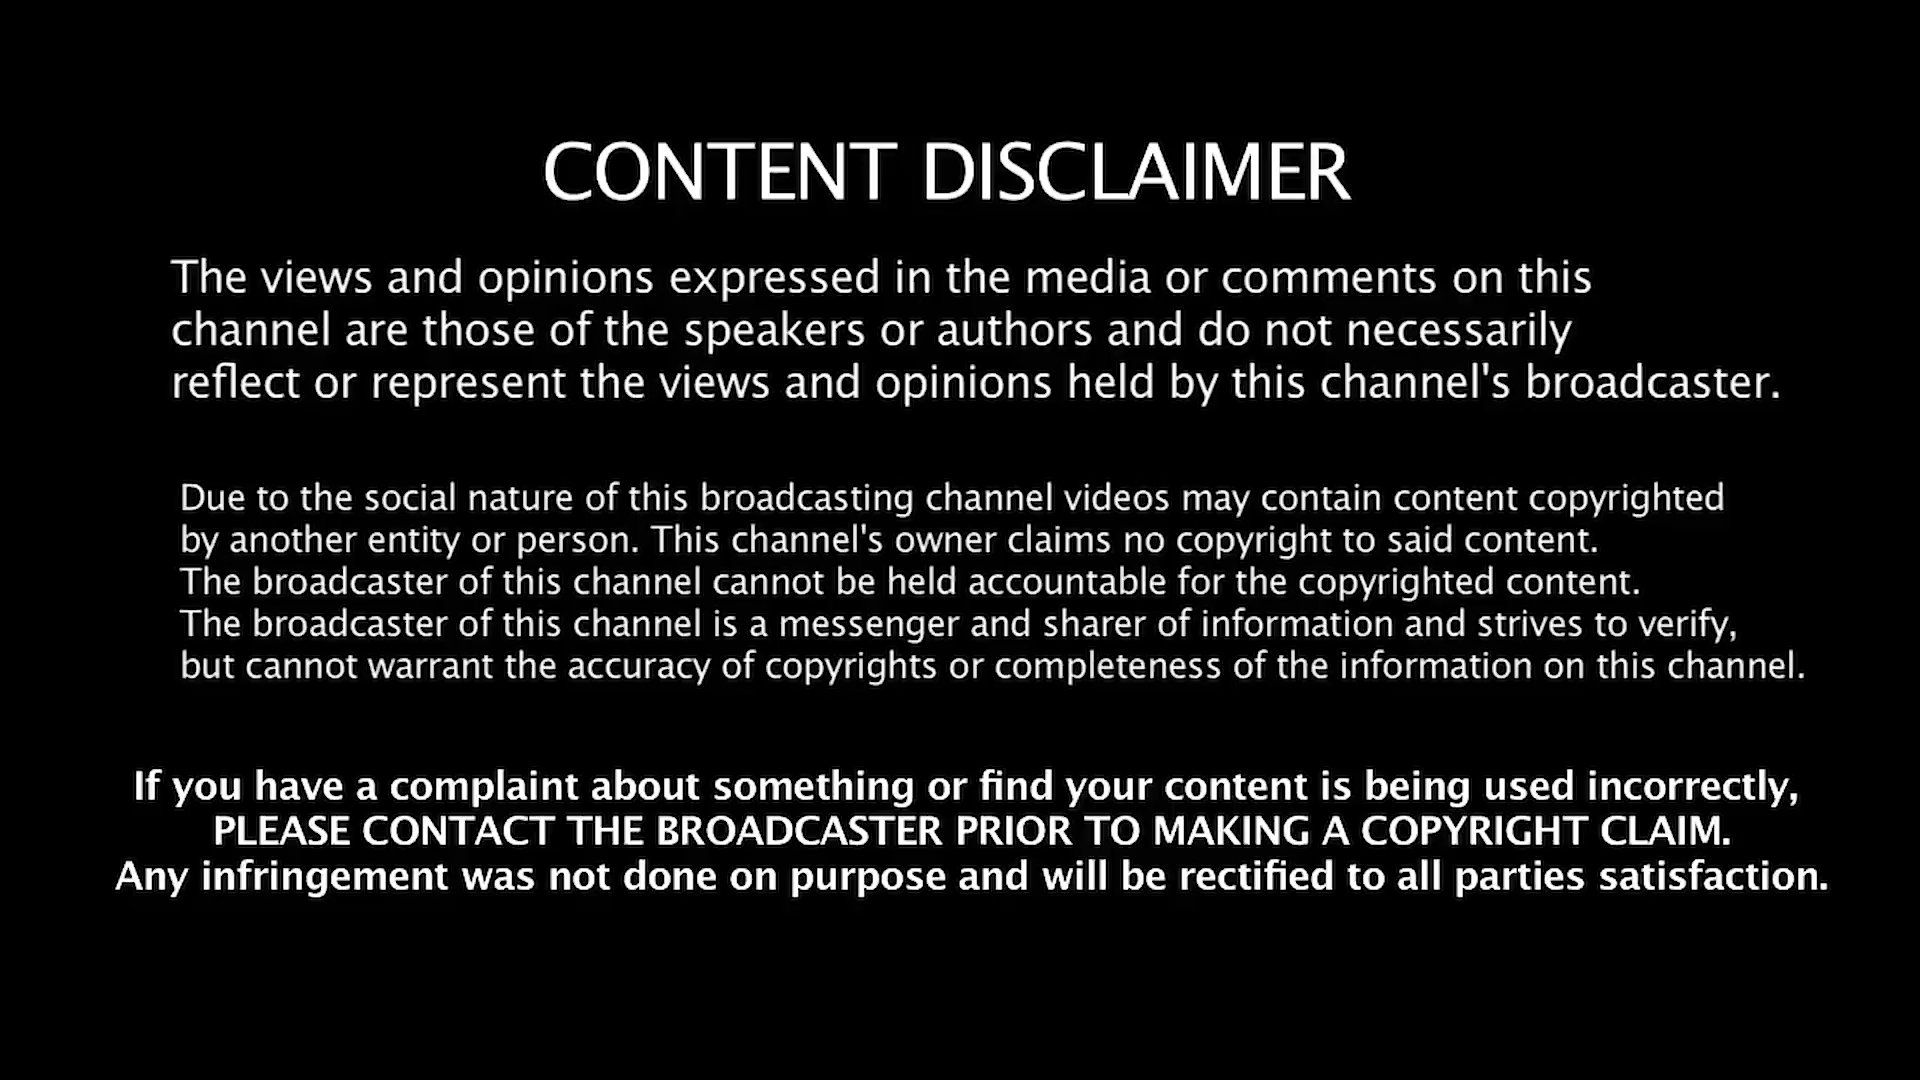 CONTENT DISCLAIMER
The views and opinions expressed in the media or comments on this
channel are those of the speakers or authors and do not necessarily
reflect or represent the views and opinions held by this channel's broadcaster.
Due to the social nature of this broadcasting channel videos may contain content copyrighted
by another entity or person. This channel's owner claims no copyright to said content.
The broadcaster of this channel cannot be held accountable for the copyrighted content.
The broadcaster of this channel is a messenger and sharer of information and strives to verify,
but cannot warrant the accuracy of copyrights or completeness of the information on this channel.
If you have a complaint about something or find your content is being used incorrectly,
PLEASE CONTACT THE BROADCASTER PRIOR TO MAKING A COPYRIGHT CLAIM.
Any infringement was not done on purpose and will be rectified to all parties satisfaction.